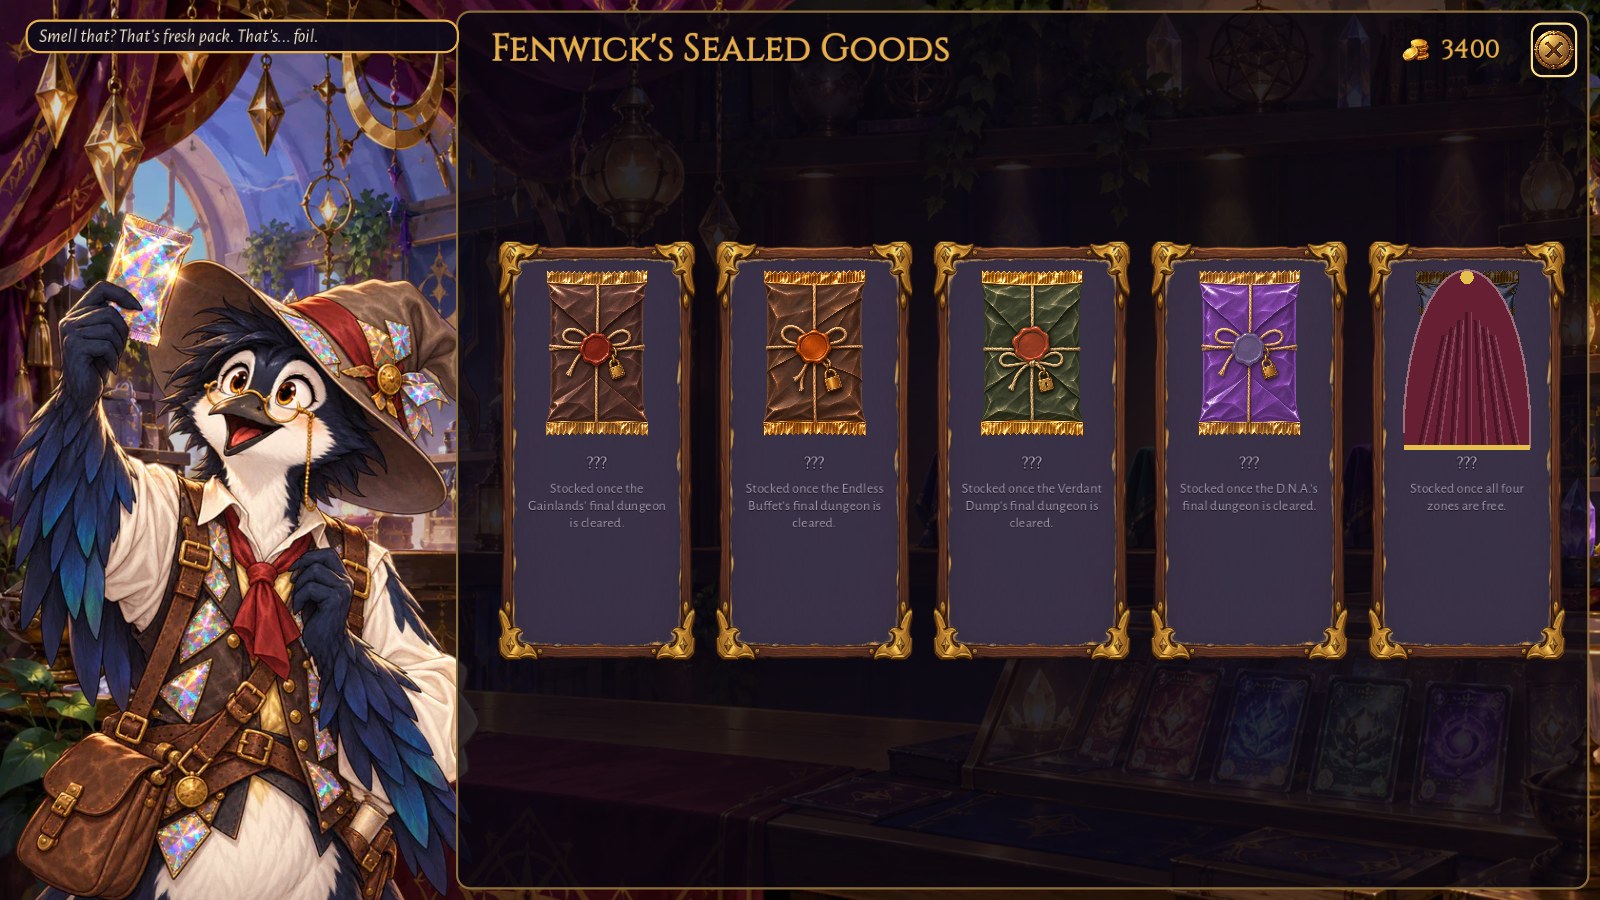 Smell that? That's fresh pack. That's... foil.
Fenwick's Sealed Goods
3400
???
Stocked once the
Gainlands' final dungeon
is cleared.
???
Stocked once the Endless
Buffet's final dungeon is
cleared.
???
Stocked once the Verdant
Dump's final dungeon is
cleared.
???
Stocked once the D.N.A.'s
final dungeon is cleared.
???
Stocked once all four
zones are free.